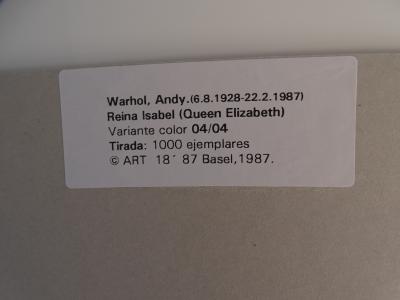 Warhol, Andy.(6.8.1928-22.2.1987)
Reina Isabel (Queen Elizabeth)
Variante color 04/04
Tirada: 1000 ejemplares
© ART 18´ 87 Basel,1987.